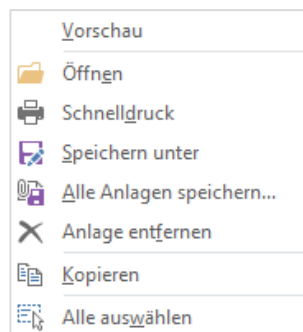 Vorschau
Öffnen
Schnelldruck
Speichern unter
Alle Anlagen speichern...
Anlage entfernen
Kopieren
Alle auswählen